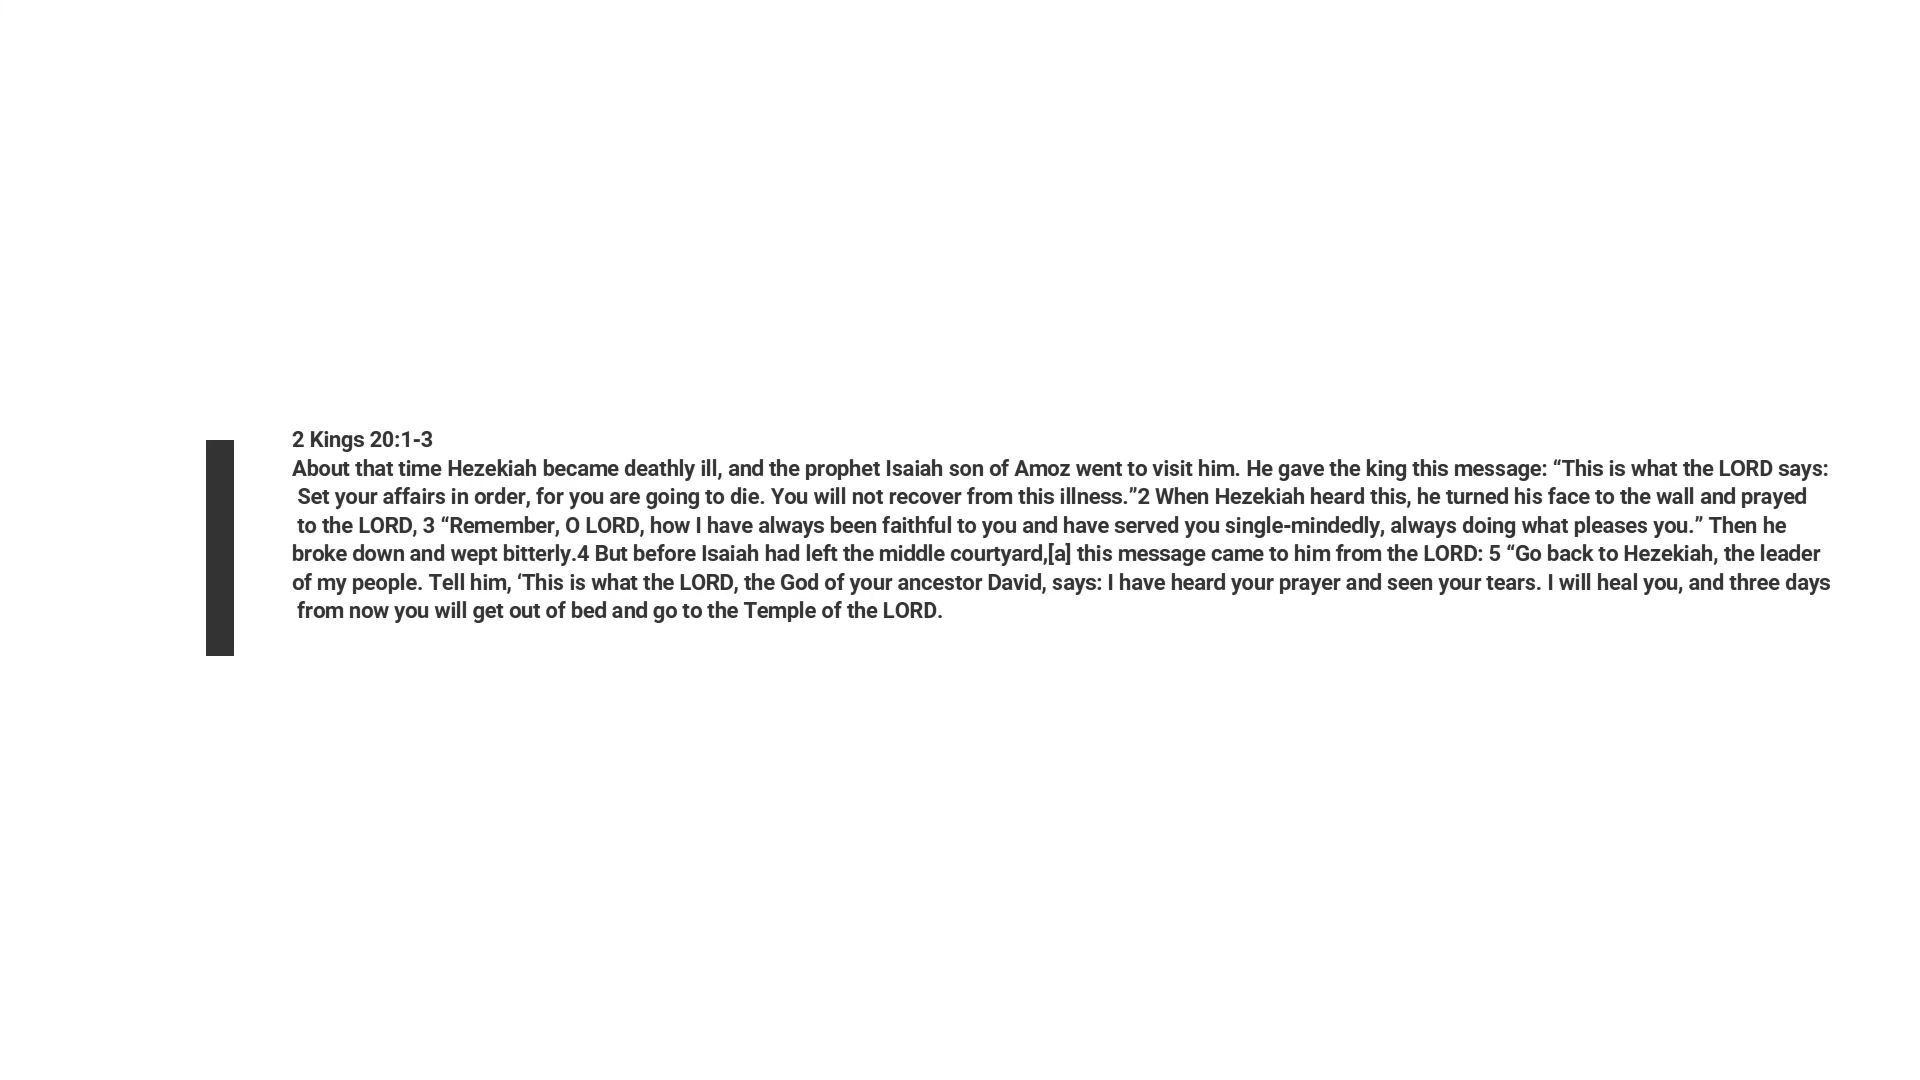 2 Kings 20:1-3
About that time Hezekiah became deathly ill, and the prophet Isaiah son of Amoz went to visit him. He gave the king this message: “This is what the LORD says:
Set your affairs in order, for you are going to die. You will not recover from this illness.”2 When Hezekiah heard this, he turned his face to the wall and prayed
to the LORD, 3 “Remember, O LORD, how I have always been faithful to you and have served you single-mindedly, always doing what pleases you.” Then he
broke down and wept bitterly.4 But before Isaiah had left the middle courtyard,[a] this message came to him from the LORD: 5 “Go back to Hezekiah, the leader
of my people. Tell him, ‘This is what the LORD, the God of your ancestor David, says: I have heard your prayer and seen your tears. I will heal you, and three days
from now you will get out of bed and go to the Temple of the LORD.